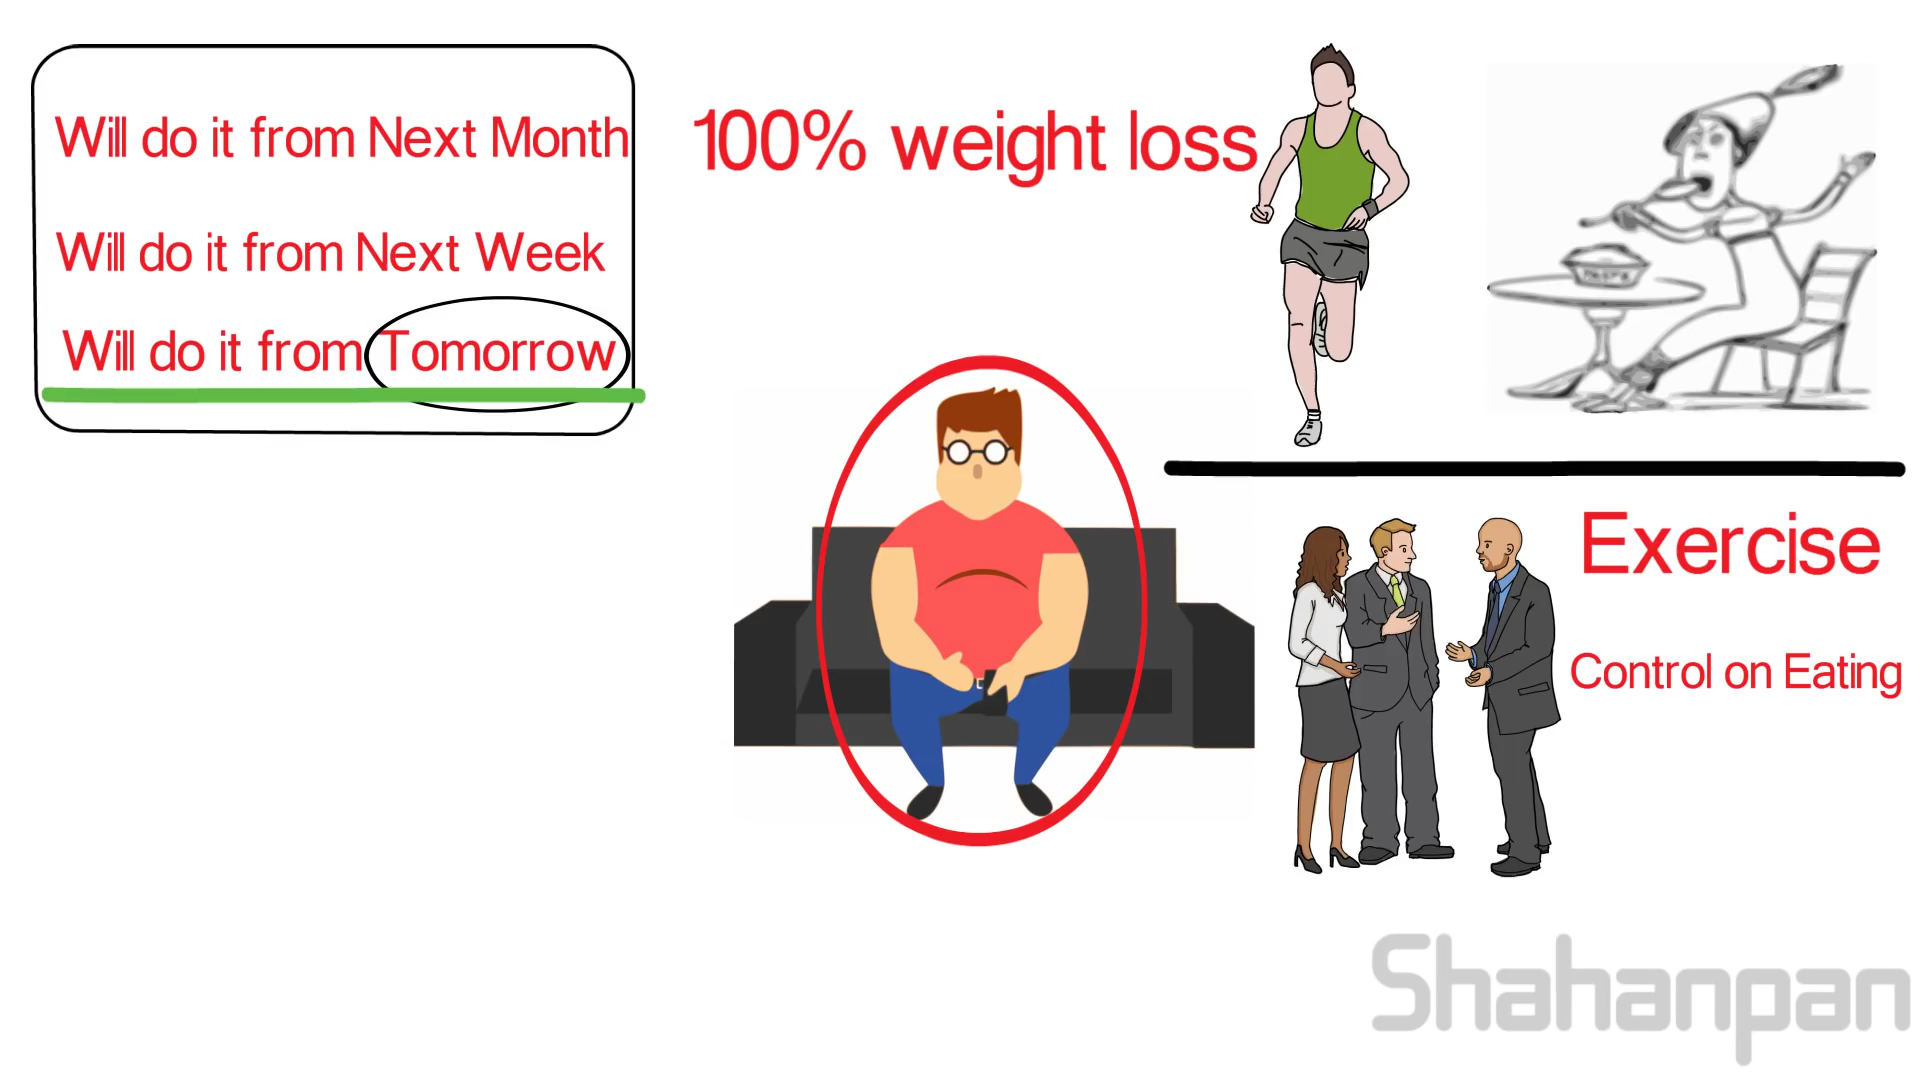 Will do it from Next Month
Will do it from Next Week
Will do it from Tomorrow
100% weight loss
Exercise
Control on Eating
Shahanpan